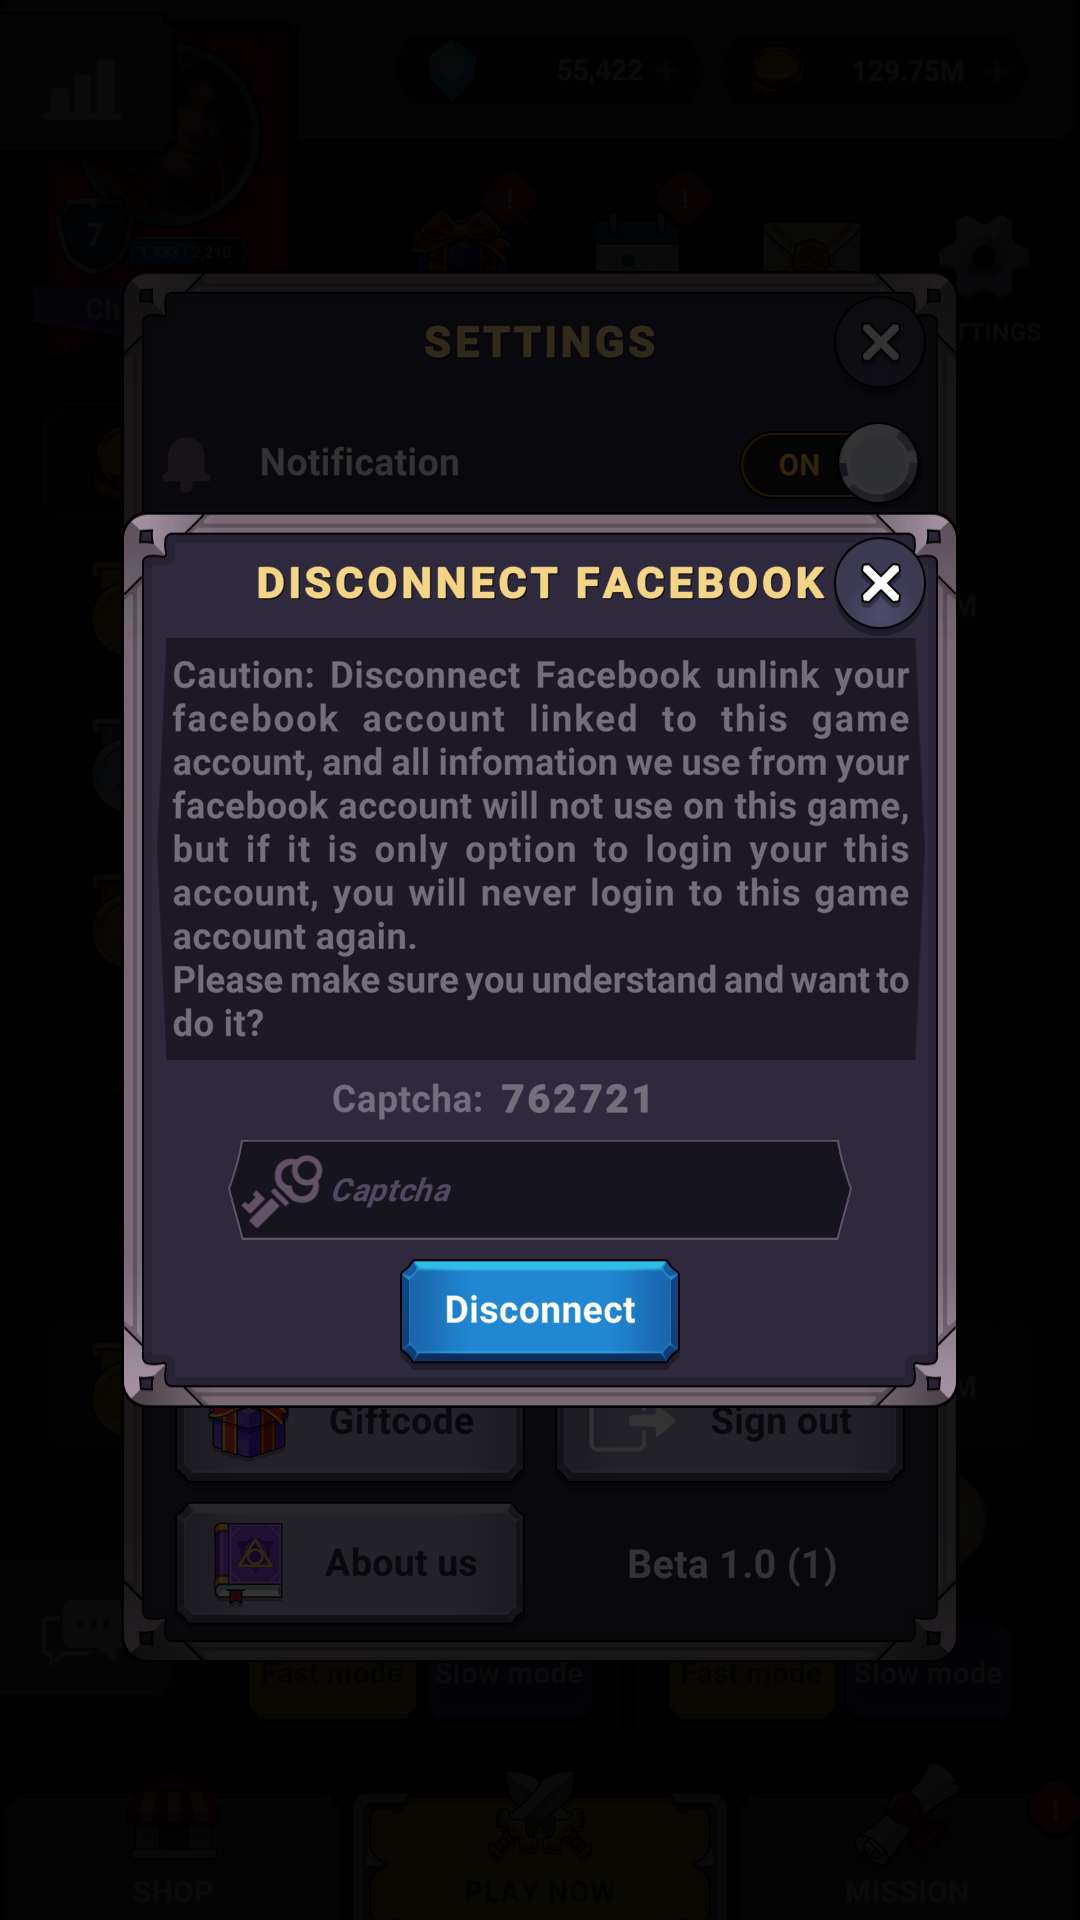 55,422 +
129.75M +
7
1,433 / 2,210
Ch
TTINGS
SETTINGS
Notification
ON
DISCONNECT FACEBOOK
M
Caution: Disconnect Facebook unlink your
facebook account linked to this game
account, and all infomation we use from your
facebook account will not use on this game,
but if it is only option to login your this
account, you will never login to this game
account again.
Please make sure you understand and want to
do it?
Captcha: 762721
Captcha
Disconnect
M
Giftcode
Sign out
About us
Beta 1.0 (1)
Fast mode
Slow mode
Fast mode
Slow mode
SHOP
PLAY NOW
MISSION